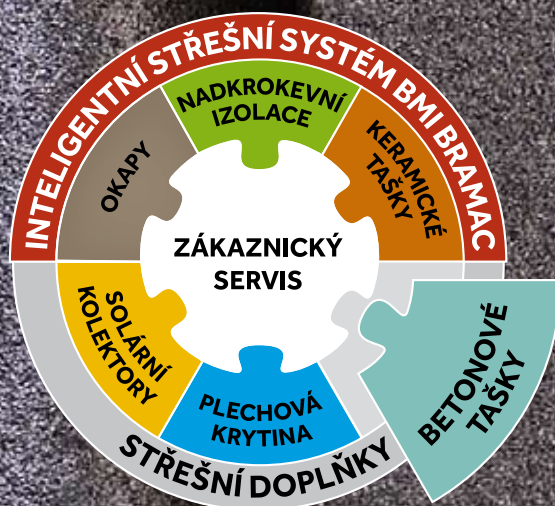 INTELIGENTNÍ STŘEŠNÍ SYSTÉM BMI BRAMAC
NADKROKEVNÍ
IZOLACE
OKAPY
KERAMICKÉ
TAŠKY
ZÁKAZNICKÝ
SERVIS
SOLÁRNÍ
KOLEKTORY
BETONOVÉ
TAŠKY
PLECHOVÁ
KRYTINA
STŘEŠNÍ DOPLŇKY